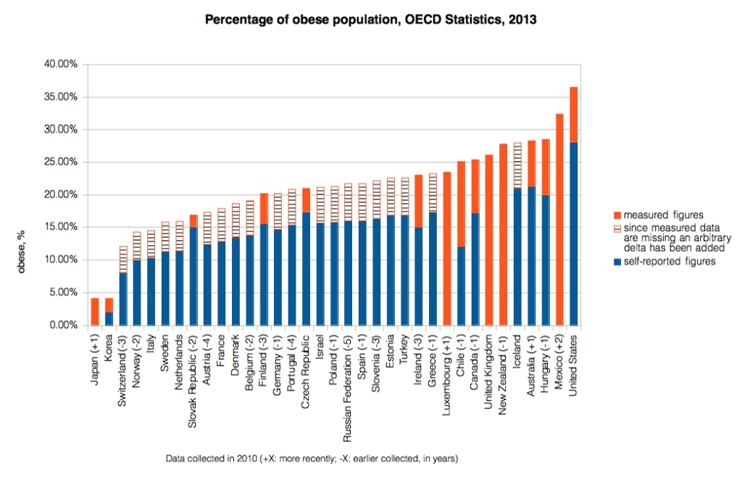 Percentage of obese population, OECD Statistics, 2013
40.00%
35.00%
30.00%
25.00%
20.00%
15.00%
10.00%
5.00%
0.00%
obese, %
measured figures
since measured data
are missing an arbitrary
delta has been added
self-reported figures
Japan (+1)
Korea
Switzerland (-3)
Norway (-2)
Italy
Sweden
Netherlands
Slovak Republic (-2)
Austria (-4)
France
Denmark
Belgium (-2)
Finland (-3)
Germany (-1)
Portugal (-4)
Czech Republic
Israel
Poland (-1)
Russian Federation (-5)
Spain (-1)
Slovenia (-3)
Estonia
Turkey
Ireland (-3)
Greece (-1)
Luxembourg (+1)
Chile (-1)
Canada (-1)
United Kingdom
New Zealand (-1)
Iceland
Australia (+1)
Hungary (-1)
Mexico (+2)
United States
Data collected in 2010 (+X: more recently; -X: earlier collected, in years)